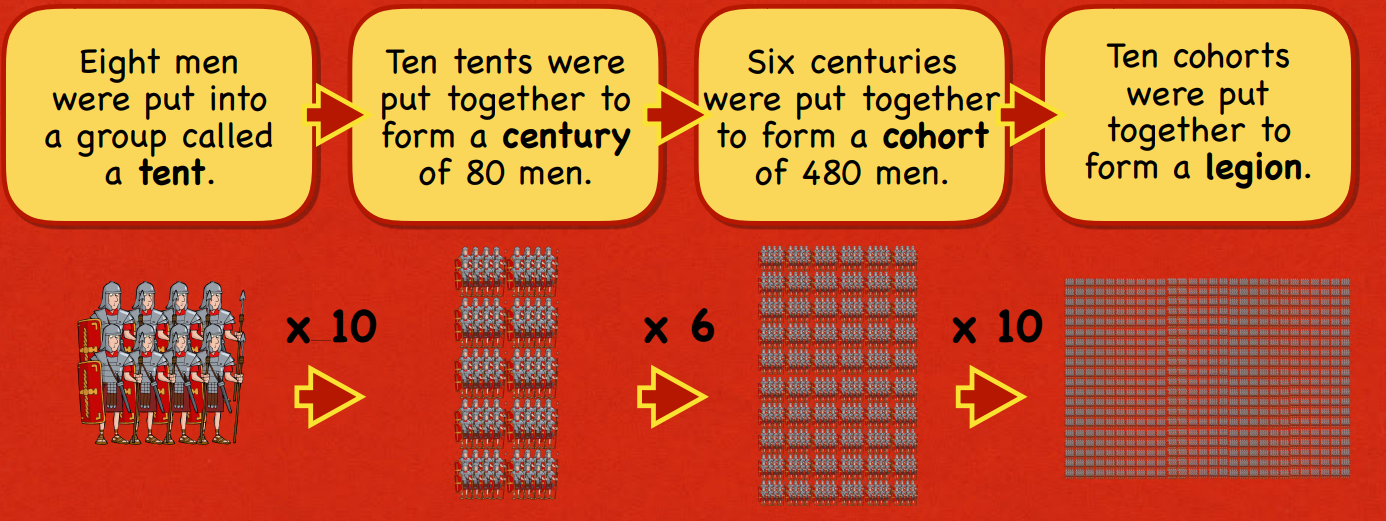 Eight men
were put into
a group called
a tent.
Ten tents were
put together to
form a century
of 80 men.
Six centuries
were put together
to form a cohort
of 480 men.
Ten cohorts
were put
together to
form a legion.
x 10
x 6
x 10